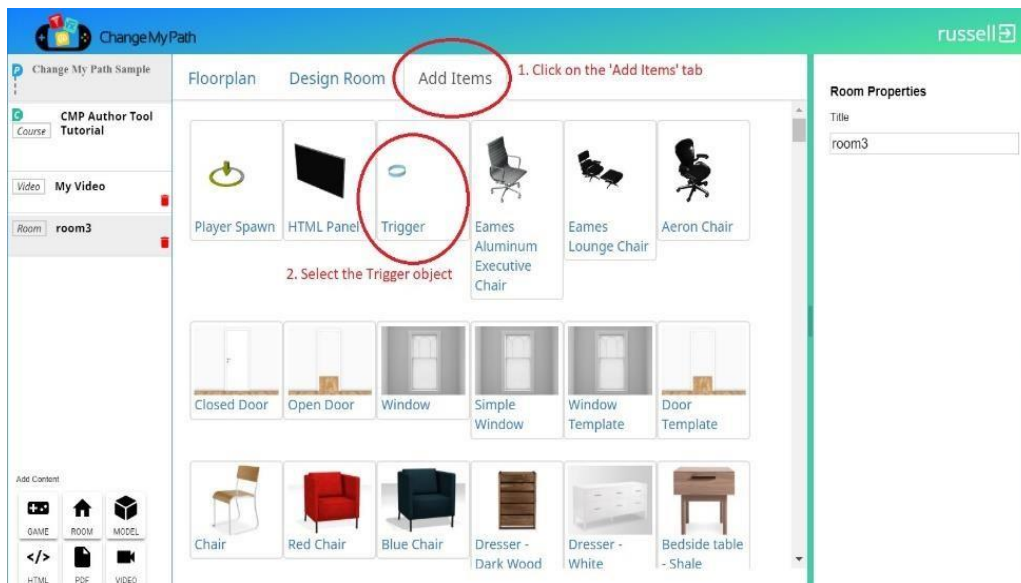 ChangeMyPath
russell
Change My Path Sample
Course
CMP Author Tool
Tutorial
Video
My Video
Room
room3
Add Content
GAME
ROOM
MODEL
HTML
PDF
VIDEO
Floorplan
Design Room
Add Items
1. Click on the 'Add Items' tab
Player Spawn
HTML Panel
Trigger
Eames
Aluminum
Executive
Chair
Eames
Lounge Chair
Aeron Chair
2. Select the Trigger object
Closed Door
Open Door
Window
Simple
Window
Window
Template
Door
Template
Chair
Red Chair
Blue Chair
Dresser -
Dark Wood
Dresser -
White
Bedside table
- Shale
Room Properties
Title
room3